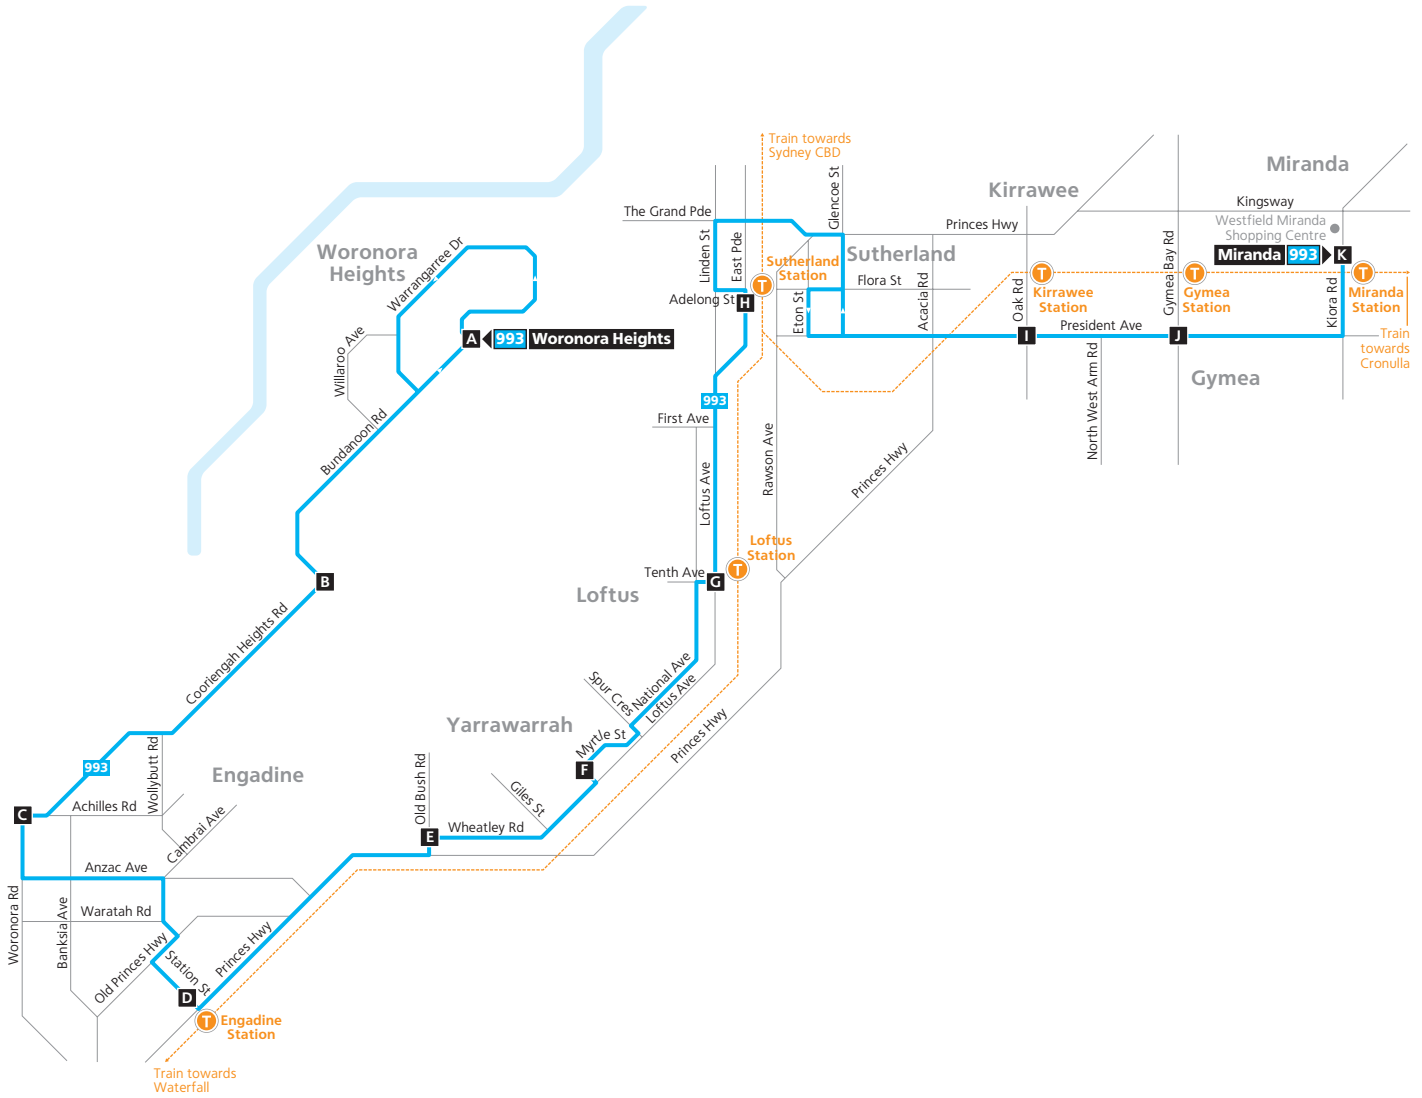 Train towards
Sydney CBD
Miranda
Kirrawee
Glencoe St
Kingsway
The Grand Pde
Princes Hwy
Westfield Miranda
Shopping Centre
Woronora
Heights
Warrangarree Dr
Linden St
East Pde
Sutherland
Sutherland
Station
Gymea Bay Rd
Miranda 993 K
T
T
T
T
Flora St
Acacia Rd
Oak Rd
Kirrawee
Station
Gymea
Station
Kiora Rd
Miranda
Station
Adelong St
H
Eton St
President Ave
Train
towards
Cronulla
A 993 Woronora Heights
I
J
Willaroo Ave
North West Arm Rd
Gymea
993
First Ave
Bundanoon Rd
Loftus Ave
Rawson Ave
Princes Hwy
Loftus
Station
T
Tenth Ave
G
B
Loftus
Cooriengah Heights Rd
Spur Cres
National Ave
Loftus Ave
Yarrawarrah
Myrtle St
Princes Hwy
F
993
Wollybutt Rd
Engadine
Old Bush Rd
Giles St
C
Achilles Rd
Cambrai Ave
E
Wheatley Rd
Anzac Ave
Woronora Rd
Banksia Ave
Waratah Rd
Old Princes Hwy
Station St
Princes Hwy
D
T
Engadine
Station
Train towards
Waterfall